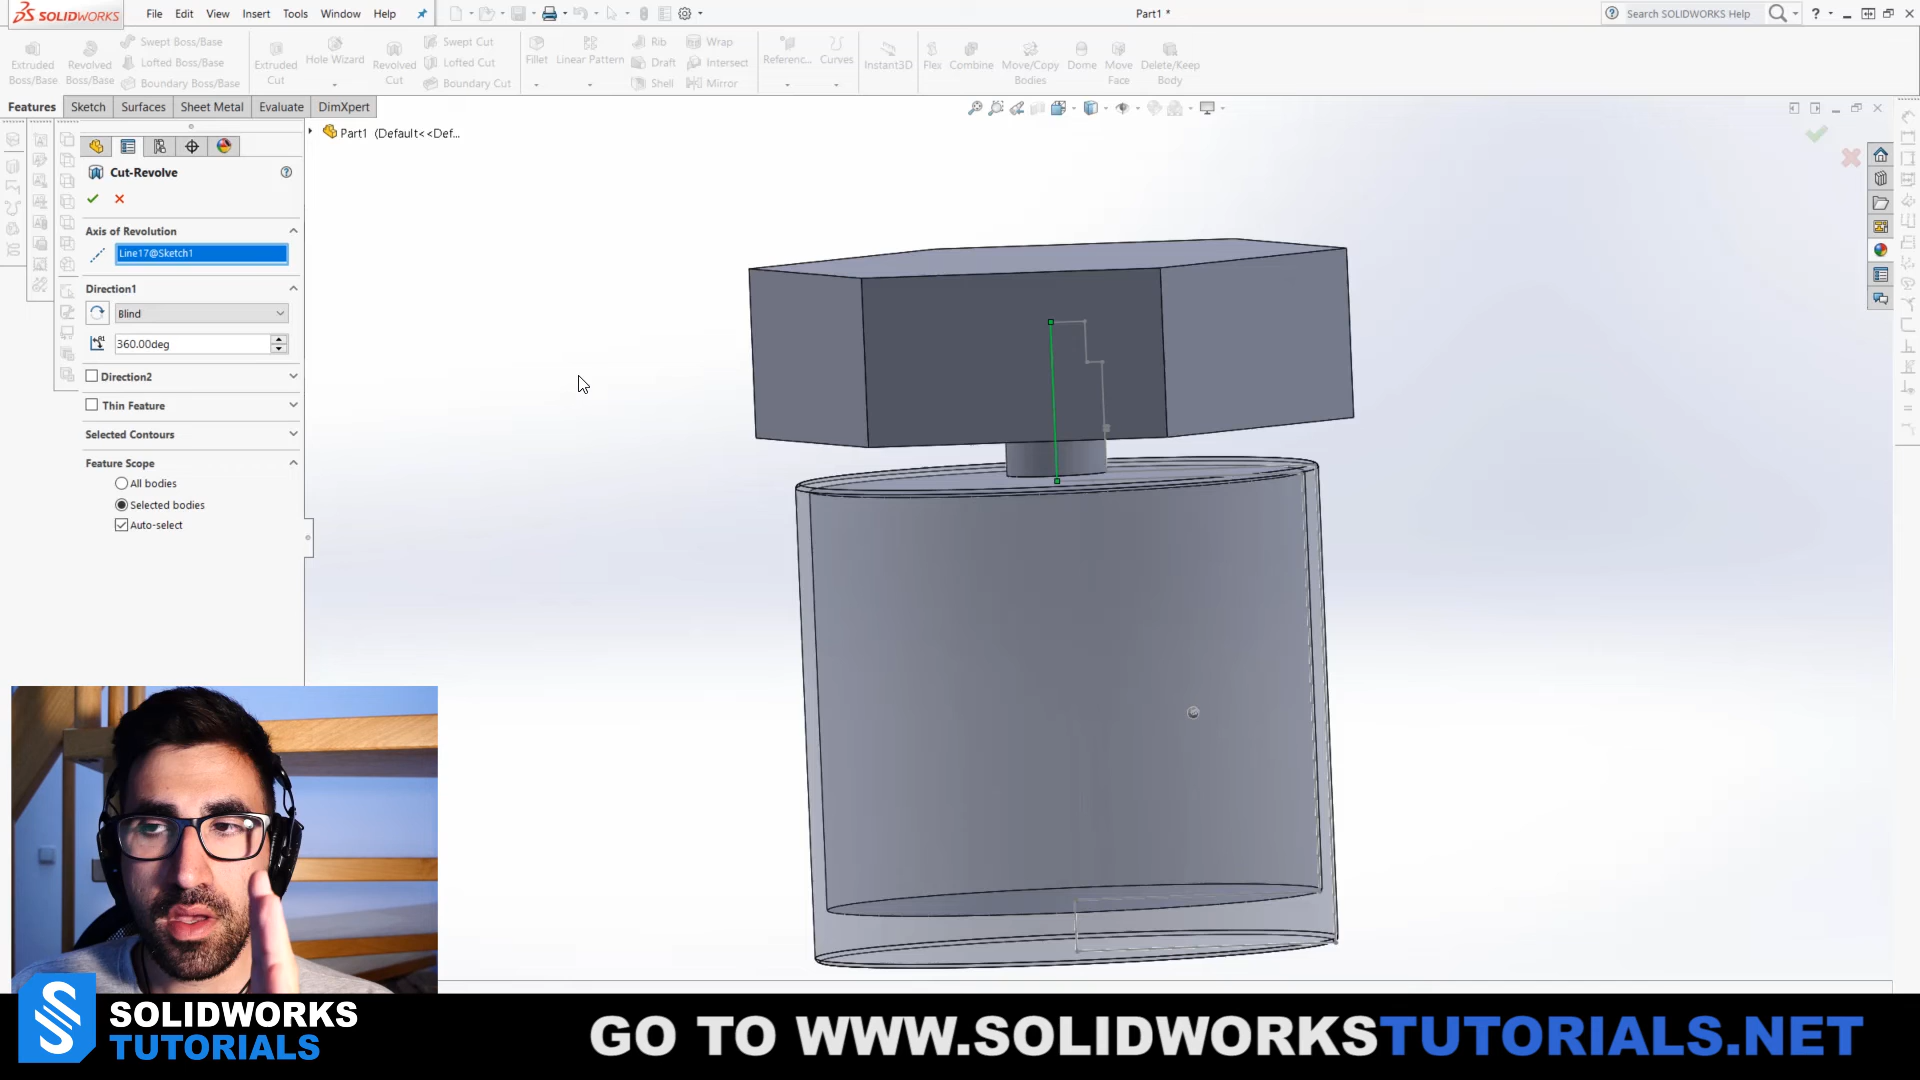 SOLIDWORKS
File Edit View Insert Tools Window Help
Part1 *
Search SOLIDWORKS Help
Extruded Boss/Base
Revolved Boss/Base
Swept Boss/Base
Lofted Boss/Base
Boundary Boss/Base
Extruded Cut
Hole Wizard
Revolved Cut
Swept Cut
Lofted Cut
Boundary Cut
Fillet
Linear Pattern
Rib
Draft
Shell
Wrap
Intersect
Mirror
Referenc...
Curves
Instant3D
Flex
Combine
Move/Copy Bodies
Dome
Move Face
Delete/Keep Body
Features Sketch Surfaces Sheet Metal Evaluate DimXpert
Part1 (Default<<Def...
Cut-Revolve
Axis of Revolution
Line17@Sketch1
Direction1
Blind
360.00deg
Direction2
Thin Feature
Selected Contours
Feature Scope
All bodies
Selected bodies
Auto-select
SOLIDWORKS
TUTORIALS
GO TO WWW.SOLIDWORKSTUTORIALS.NET